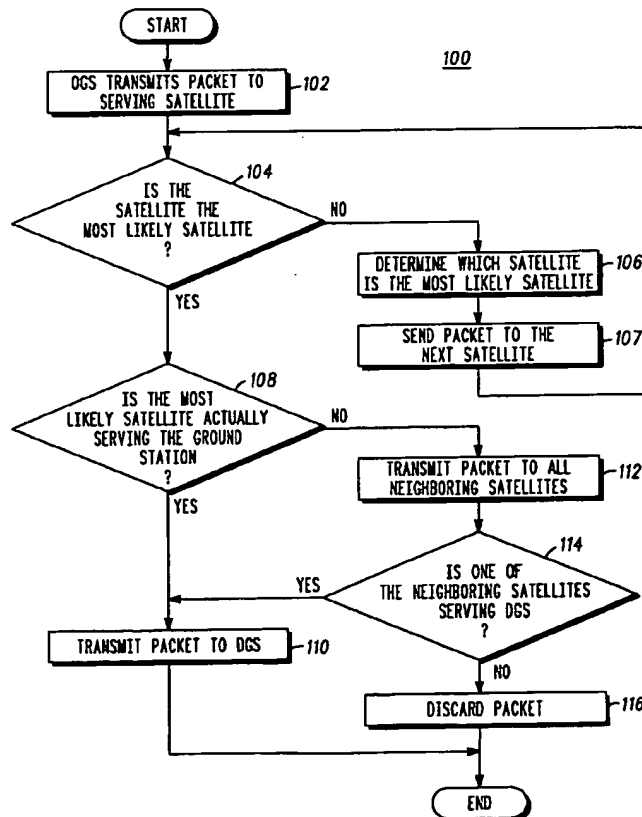 START
100
OGS TRANSMITS PACKET TO
SERVING SATELLITE
102
104
IS THE
SATELLITE THE
MOST LIKELY SATELLITE
?
NO
YES
DETERMINE WHICH SATELLITE
IS THE MOST LIKELY SATELLITE
106
SEND PACKET TO THE
NEXT SATELLITE
107
108
IS THE MOST
LIKELY SATELLITE ACTUALLY
SERVING THE GROUND
STATION
?
NO
YES
TRANSMIT PACKET TO ALL
NEIGHBORING SATELLITES
112
114
IS ONE OF
THE NEIGHBORING SATELLITES
SERVING DGS
?
YES
NO
TRANSMIT PACKET TO DGS
110
DISCARD PACKET
116
END